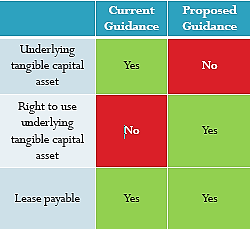 Current Guidance
Proposed Guidance
Underlying
tangible capital
asset
Yes
No
Right to use
underlying
tangible capital
asset
No
Yes
Lease payable
Yes
Yes